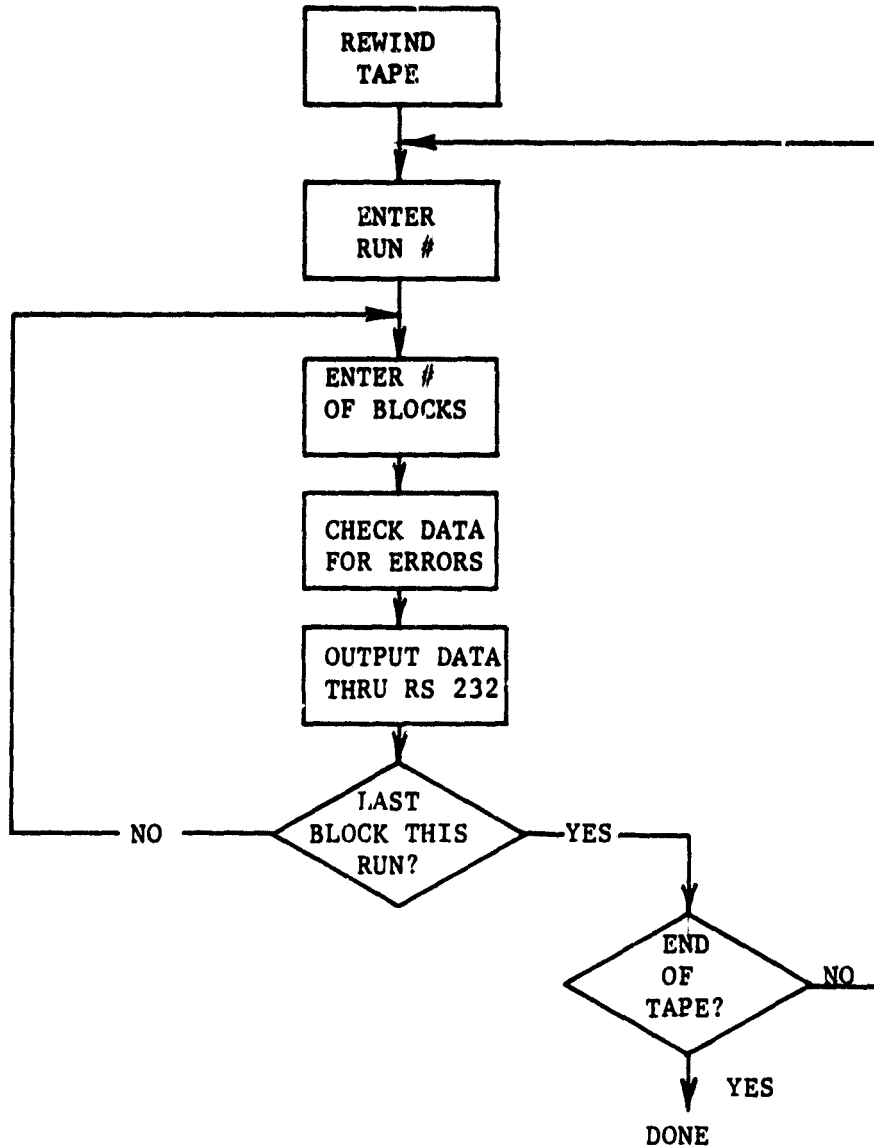 REWIND
TAPE
ENTER
RUN #
ENTER #
OF BLOCKS
CHECK DATA
FOR ERRORS
OUTPUT DATA
THRU RS 232
LAST
BLOCK THIS
RUN?
NO
YES
END
OF
TAPE?
NO
YES
DONE